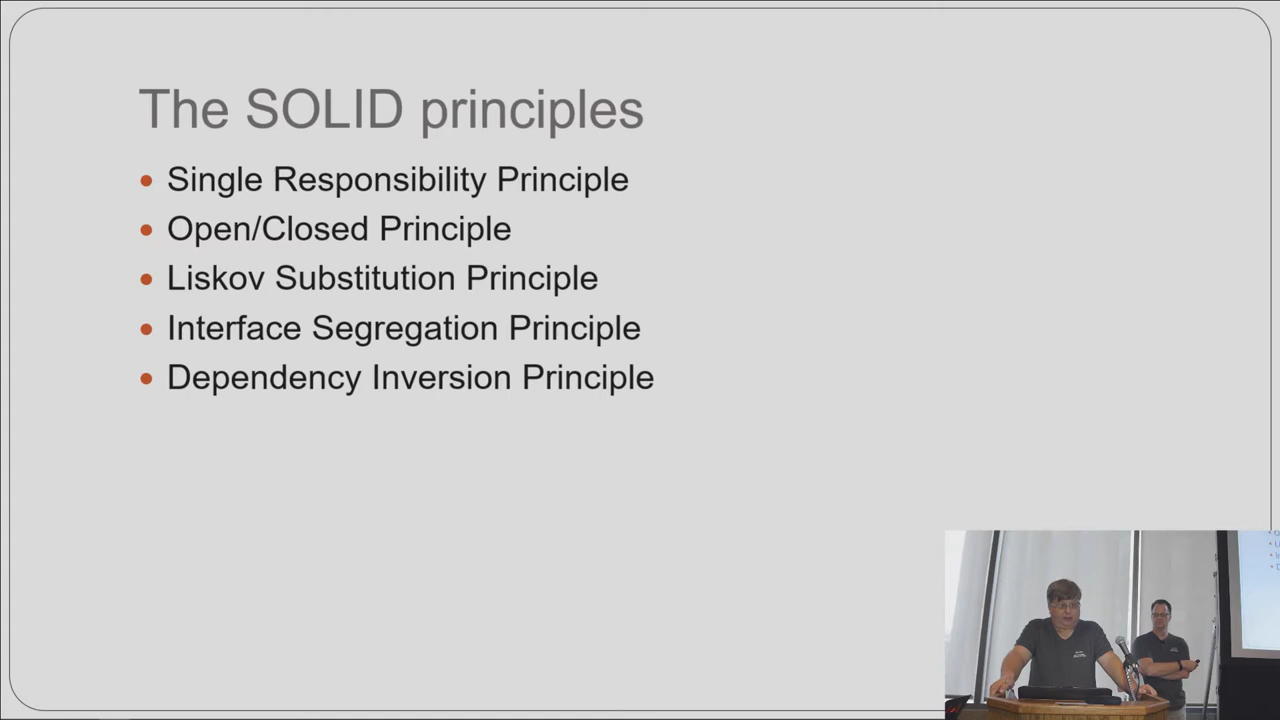 The SOLID principles
Single Responsibility Principle
Open/Closed Principle
Liskov Substitution Principle
Interface Segregation Principle
Dependency Inversion Principle